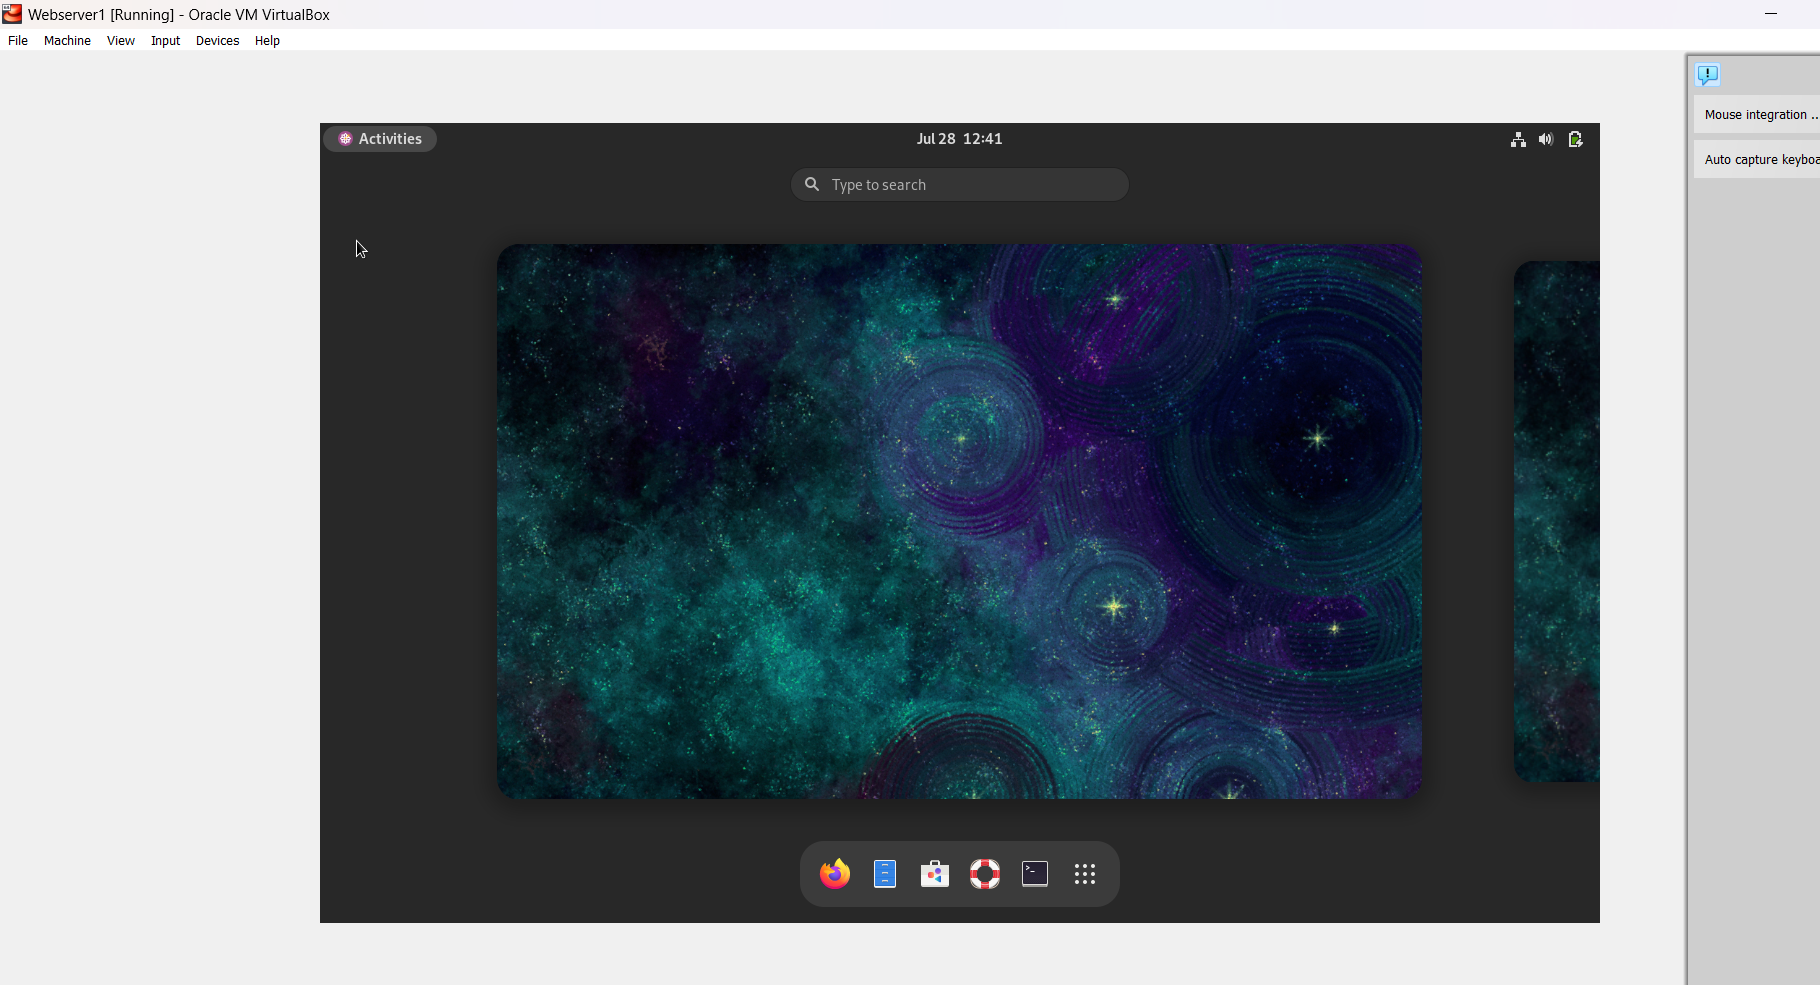 Webserver1 [Running] - Oracle VM VirtualBox
File Machine View Input Devices Help
Mouse integration ..
Auto capture keyboa
Activities
Jul 28 12:41
Type to search